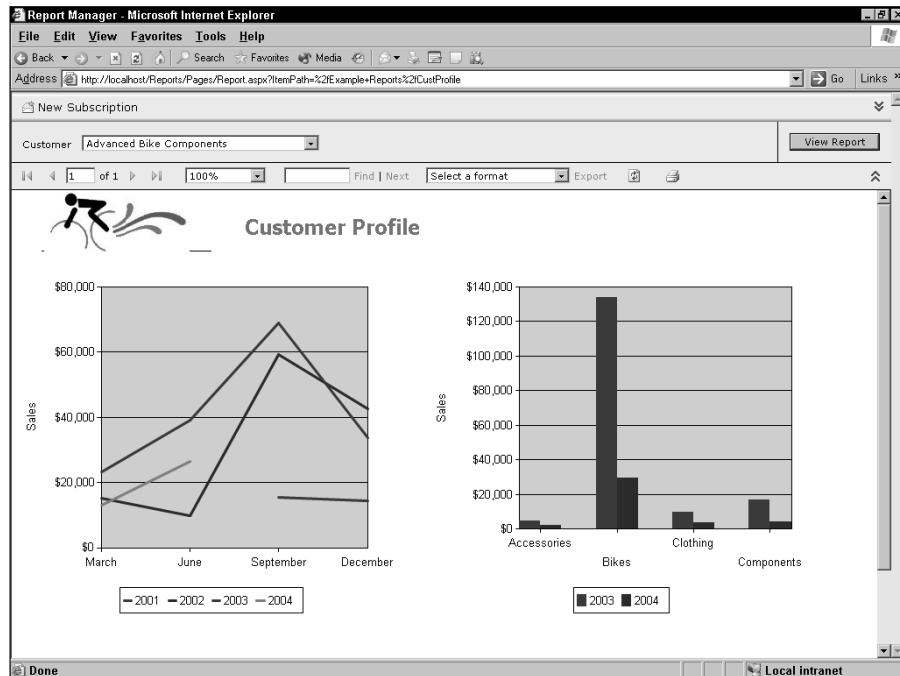 Report Manager - Microsoft Internet Explorer
File Edit View Favorites Tools Help
Back Search Favorites Media
Address http://localhost/Reports/Pages/Report.aspx?ItemPath=%2fExample+Reports%2fCustProfile Go Links »
New Subscription
Customer Advanced Bike Components View Report
1 of 1 100% Find | Next Select a format Export
Customer Profile
$80,000
$60,000
$40,000
$20,000
$0
Sales
March June September December
2001 2002 2003 2004
$140,000
$120,000
$100,000
$80,000
$60,000
$40,000
$20,000
$0
Sales
Accessories Bikes Clothing Components
2003 2004
Done Local intranet